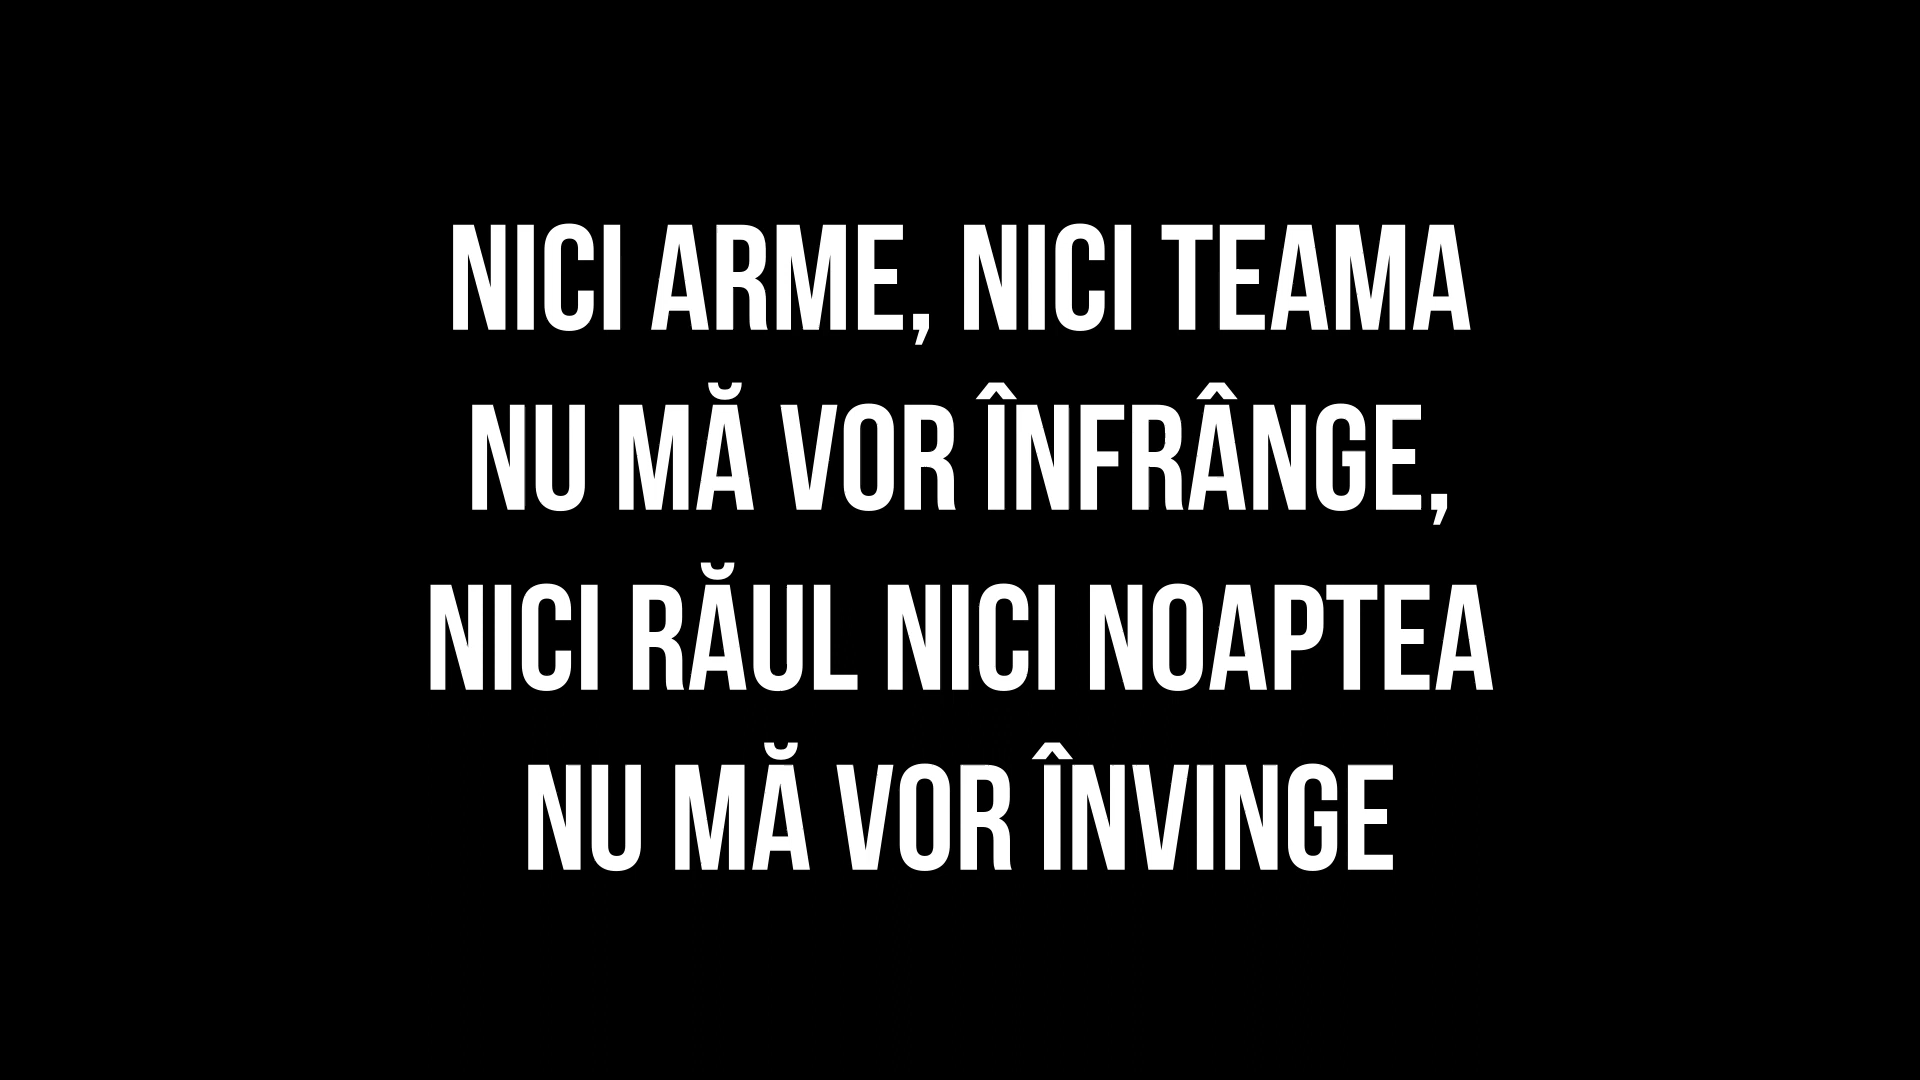 NICI ARME, NICI TEAMA
NU MĂ VOR ÎNFRÂNGE,
NICI RĂUL NICI NOAPTEA
NU MĂ VOR ÎNVINGE